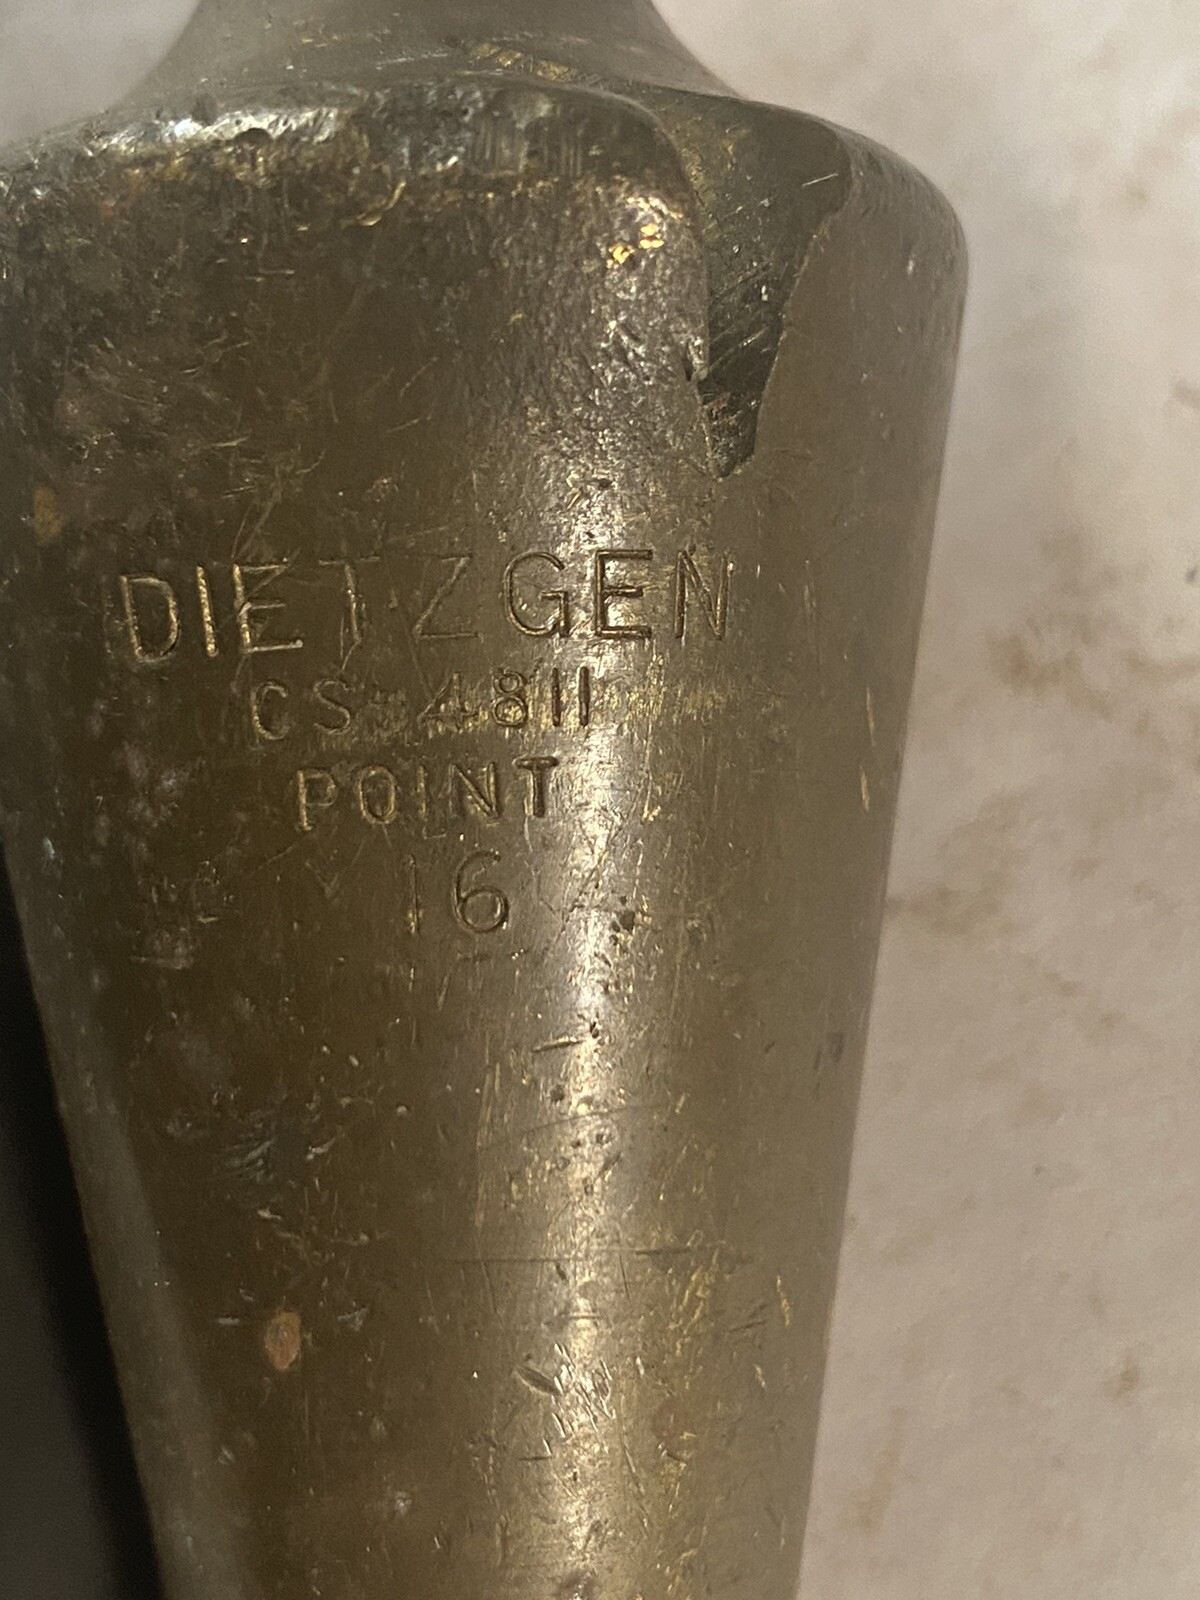 DIETZGEN
CS-4811
POINT
16